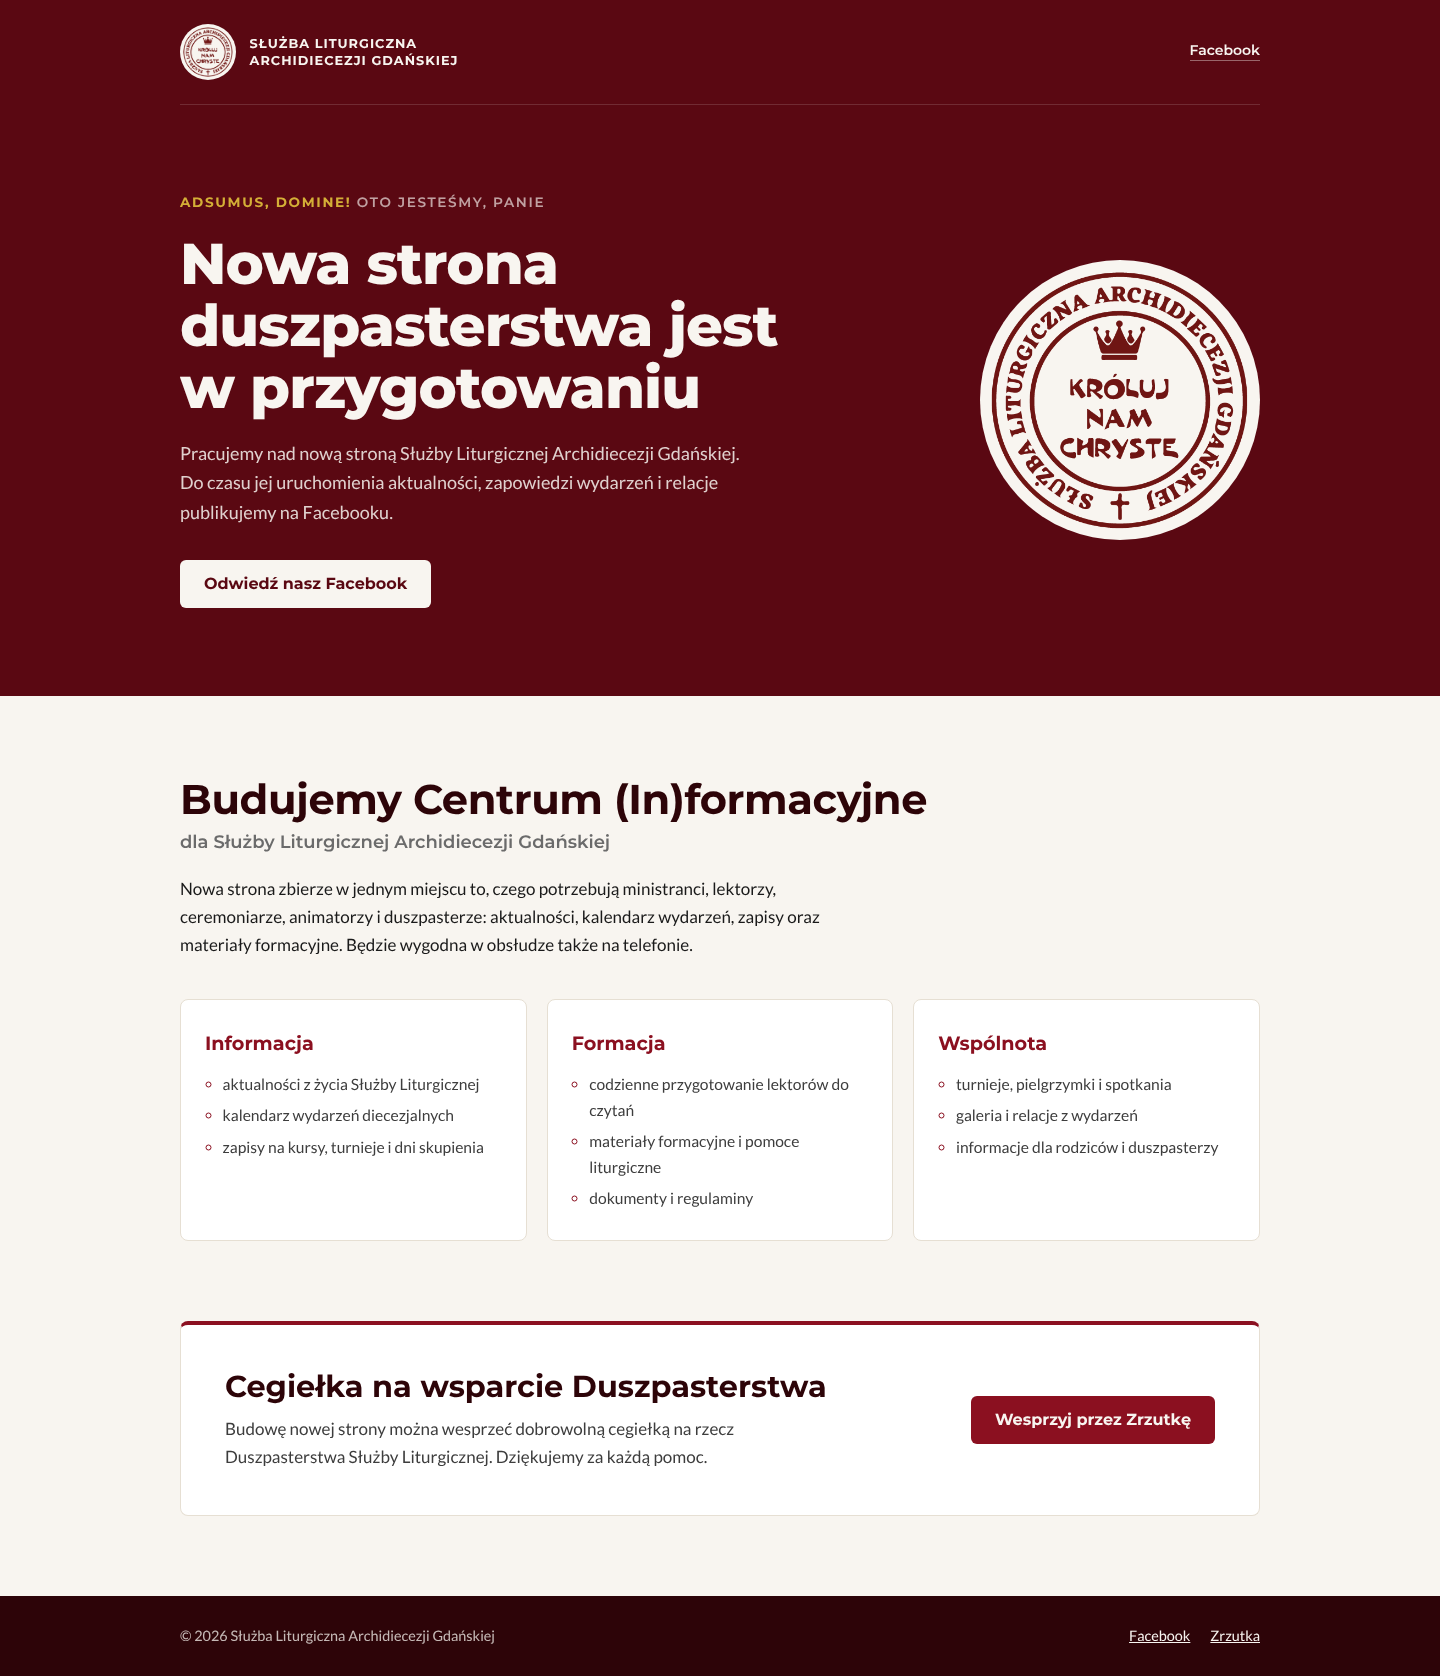 SŁUŻBA LITURGICZNA
ARCHIDIECEZJI GDAŃSKIEJ
Facebook
ADSUMUS, DOMINE! OTO JESTEŚMY, PANIE
Nowa strona
duszpasterstwa jest
w przygotowaniu
Pracujemy nad nową stroną Służby Liturgicznej Archidiecezji Gdańskiej.
Do czasu jej uruchomienia aktualności, zapowiedzi wydarzeń i relacje
publikujemy na Facebooku.
Odwiedź nasz Facebook
SŁUŻBA LITURGICZNA ARCHIDIECEZJI GDAŃSKIEJ
KRÓLUJ
NAM
CHRYSTE
Budujemy Centrum (In)formacyjne
dla Służby Liturgicznej Archidiecezji Gdańskiej
Nowa strona zbierze w jednym miejscu to, czego potrzebują ministranci, lektorzy,
ceremoniarze, animatorzy i duszpasterze: aktualności, kalendarz wydarzeń, zapisy oraz
materiały formacyjne. Będzie wygodna w obsłudze także na telefonie.
Informacja
aktualności z życia Służby Liturgicznej
kalendarz wydarzeń diecezjalnych
zapisy na kursy, turnieje i dni skupienia
Formacja
codzienne przygotowanie lektorów do
czytań
materiały formacyjne i pomoce
liturgiczne
dokumenty i regulaminy
Wspólnota
turnieje, pielgrzymki i spotkania
galeria i relacje z wydarzeń
informacje dla rodziców i duszpasterzy
Cegiełka na wsparcie Duszpasterstwa
Budowę nowej strony można wesprzeć dobrowolną cegiełką na rzecz
Duszpasterstwa Służby Liturgicznej. Dziękujemy za każdą pomoc.
Wesprzyj przez Zrzutkę
© 2026 Służba Liturgiczna Archidiecezji Gdańskiej
Facebook
Zrzutka